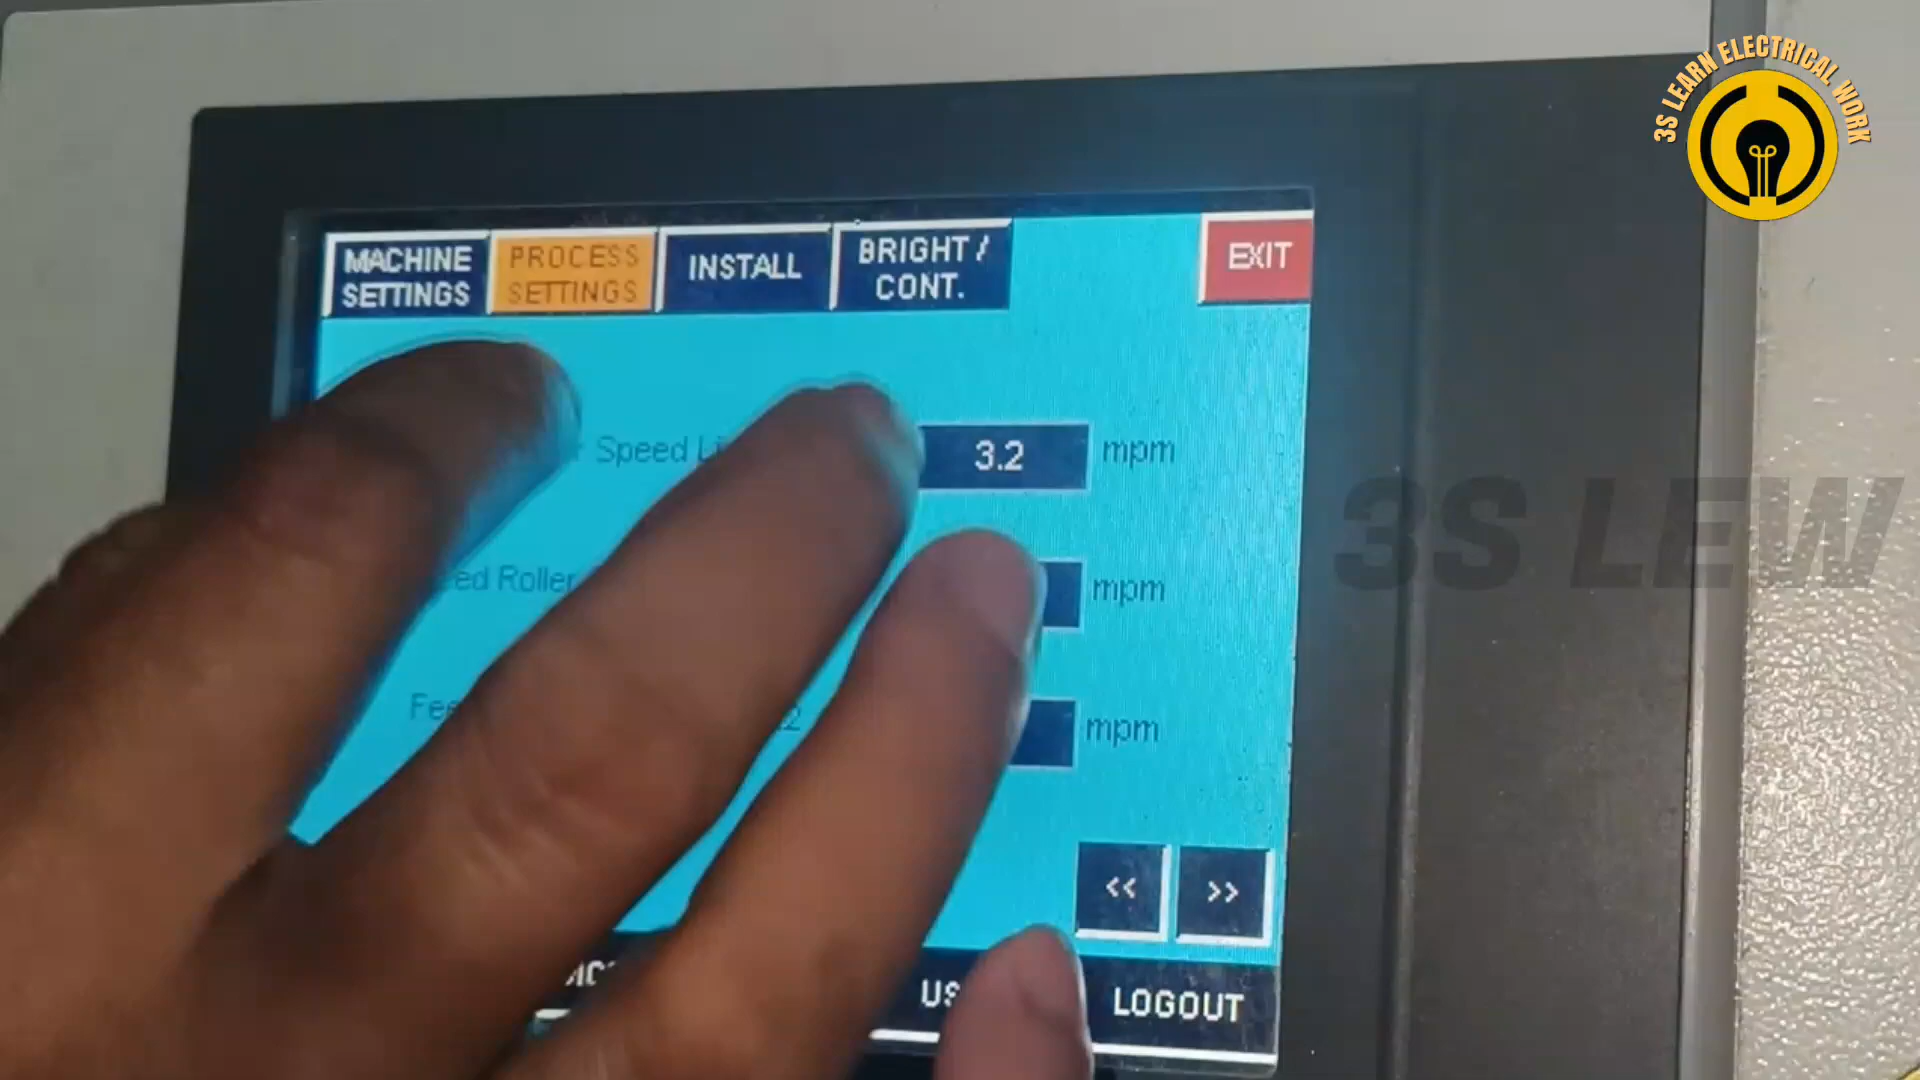 3S LEARN ELECTRICAL WORK
MACHINE SETTINGS
PROCESS SETTINGS
INSTALL
BRIGHT / CONT.
EXIT
Speed
3.2
mpm
3S LEW
Roller
mpm
mpm
<<
>>
LOGOUT